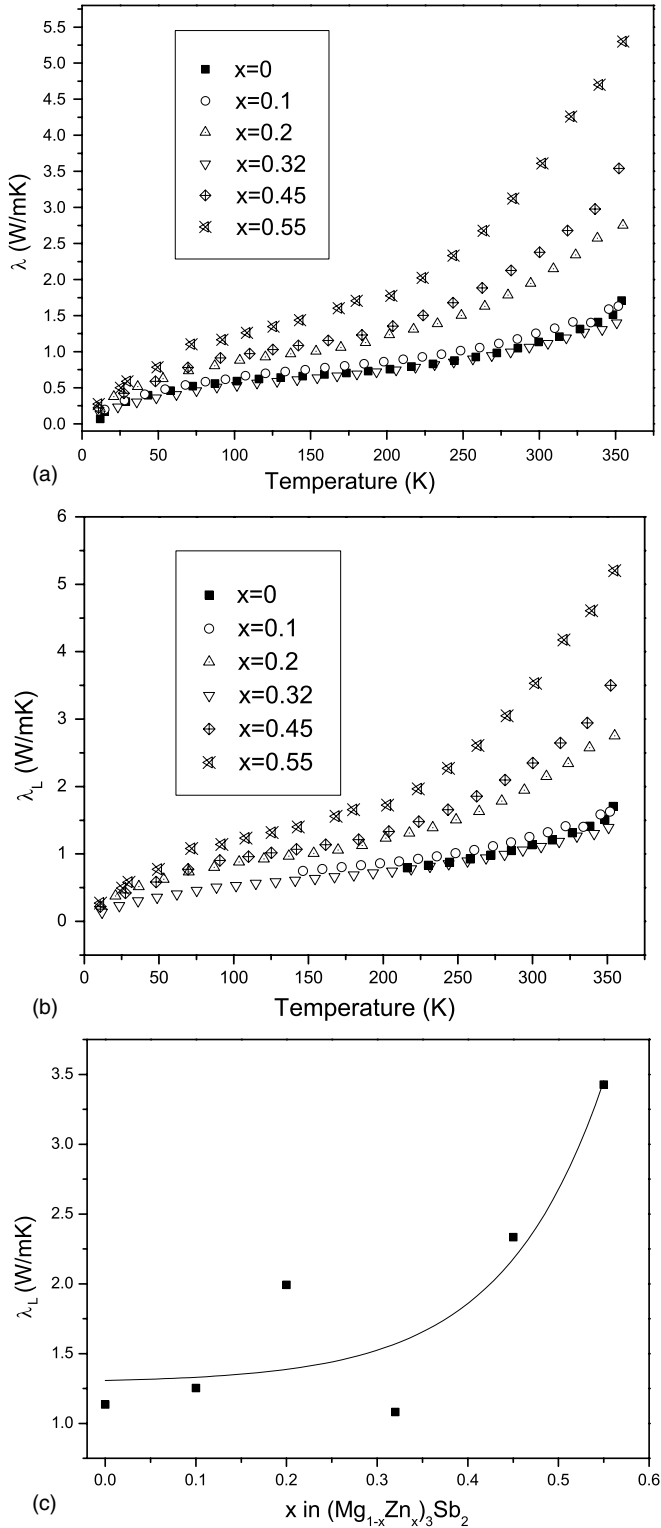 5.5
5.0
4.5
4.0
3.5
3.0
2.5
2.0
1.5
1.0
0.5
0.0
λ (W/mK)
x=0
x=0.1
x=0.2
x=0.32
x=0.45
x=0.55
0 50 100 150 200 250 300 350
(a)
Temperature (K)
6
5
4
3
2
1
0
λL (W/mK)
x=0
x=0.1
x=0.2
x=0.32
x=0.45
x=0.55
0 50 100 150 200 250 300 350
(b)
Temperature (K)
3.5
3.0
2.5
2.0
1.5
1.0
λL (W/mK)
0.0 0.1 0.2 0.3 0.4 0.5 0.6
(c)
x in (Mg1-xZnx)3Sb2